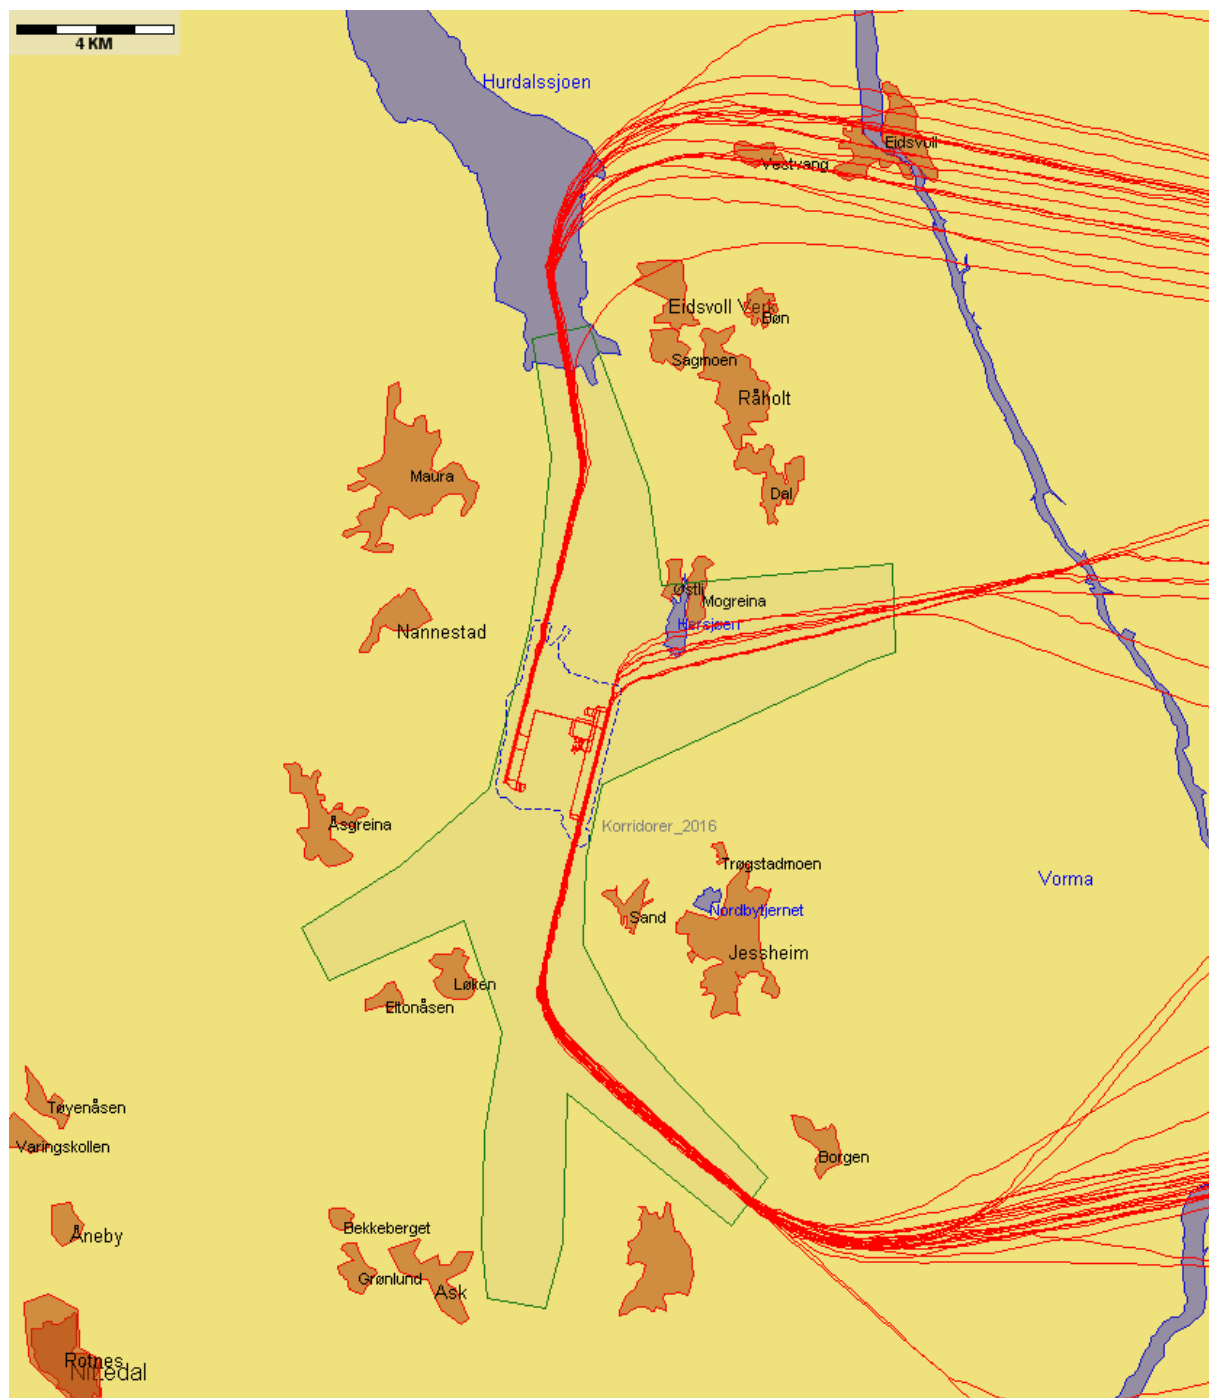 4 KM
Hurdalssjoen
Eidsvoll
Vestvang
Eidsvoll Verk
Bøn
Sagmoen
Råholt
Maura
Dal
Østli
Mogreina
Hersjøen
Nannestad
Åsgreina
Korridorer_2016
Trøgstadmoen
Vorma
Nordbytjernet
Sand
Jessheim
Løken
Eltonåsen
Tøyenåsen
Varingskollen
Borgen
Åneby
Bekkeberget
Grønlund
Ask
Rotnes
Nittedal